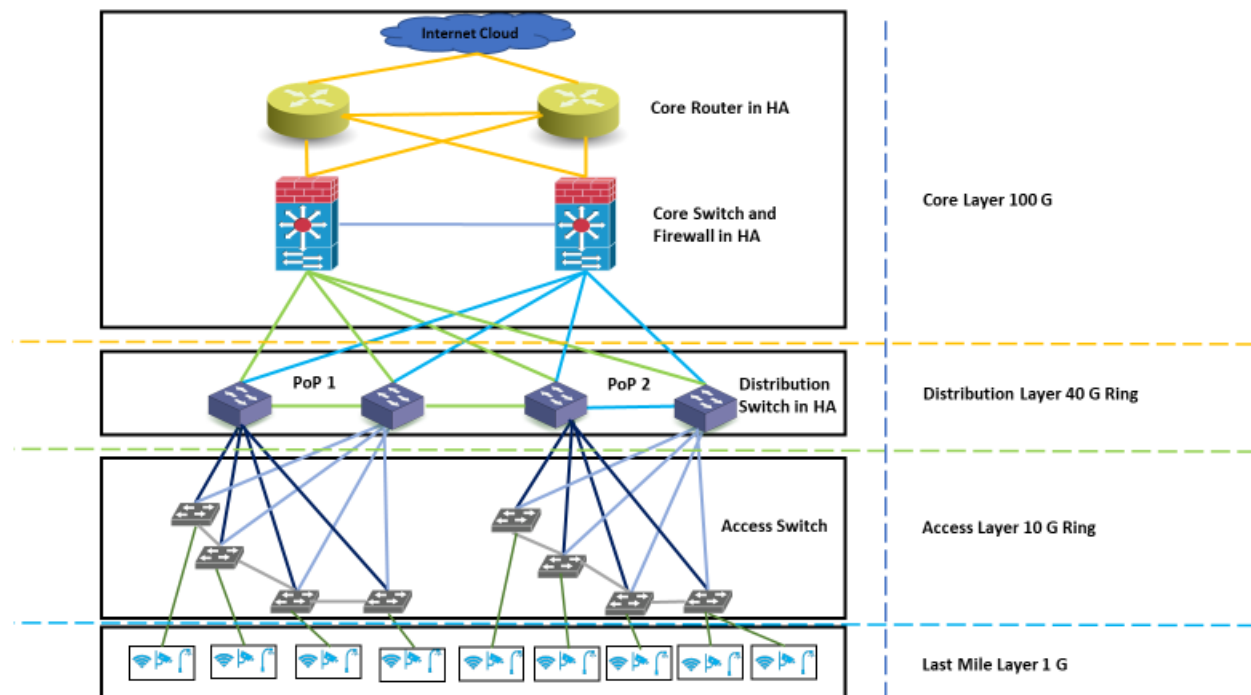 Internet Cloud
Core Router in HA
Core Switch and
Firewall in HA
Core Layer 100 G
PoP 1
PoP 2
Distribution
Switch in HA
Distribution Layer 40 G Ring
Access Switch
Access Layer 10 G Ring
Last Mile Layer 1 G